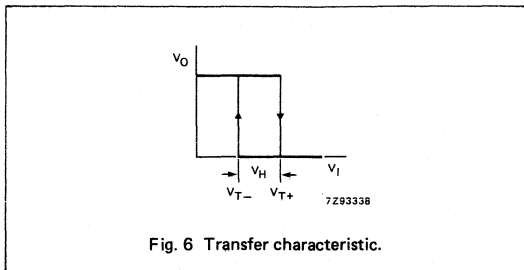 VO
VH
VI
VT− VT+
7Z93338
Fig. 6 Transfer characteristic.